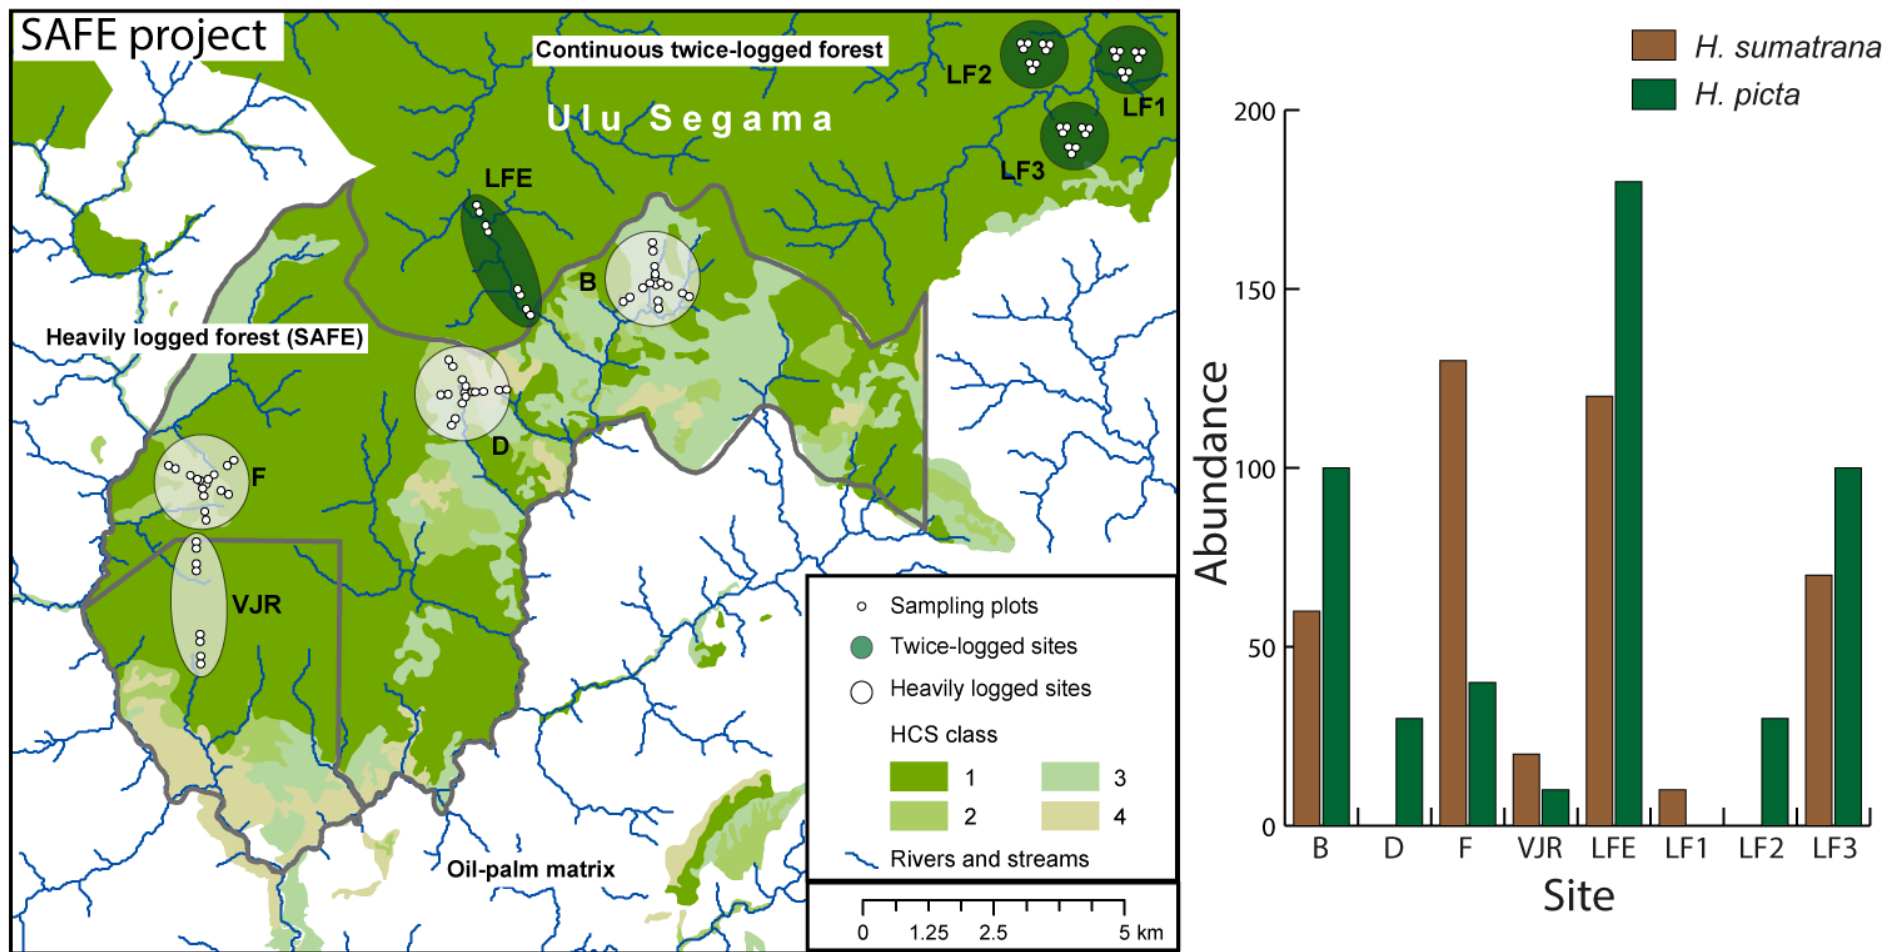 SAFE project
Continuous twice-logged forest
Ulu Segama
LF2
LF1
LF3
LFE
B
Heavily logged forest (SAFE)
D
F
VJR
Oil-palm matrix
Sampling plots
Twice-logged sites
Heavily logged sites
HCS class
1
3
2
4
Rivers and streams
0 1.25 2.5 5 km
H. sumatrana
H. picta
Abundance
200
150
100
50
0
B D F VJR LFE LF1 LF2 LF3
Site